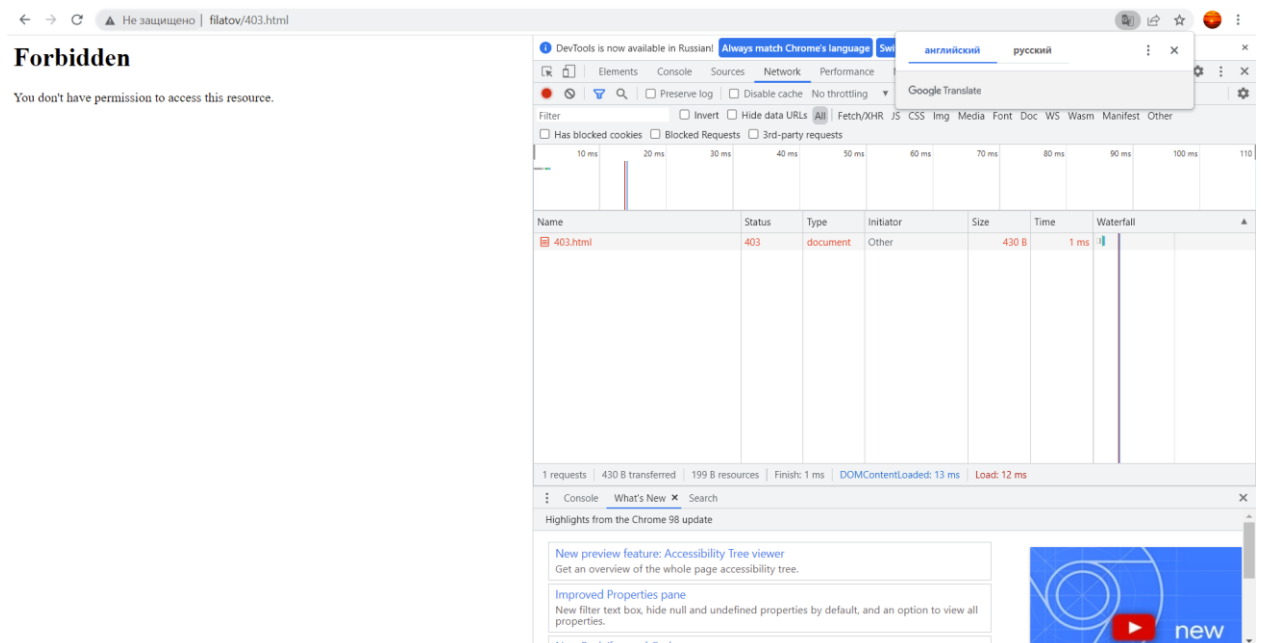 Не защищено | filatov/403.html
Forbidden
You don't have permission to access this resource.
DevTools is now available in Russian! Always match Chrome's language Swi
английский русский
Google Translate
Elements Console Sources Network Performance
Preserve log Disable cache No throttling
Filter Invert Hide data URLs All Fetch/XHR JS CSS Img Media Font Doc WS Wasm Manifest Other
Has blocked cookies Blocked Requests 3rd-party requests
10 ms 20 ms 30 ms 40 ms 50 ms 60 ms 70 ms 80 ms 90 ms 100 ms 110
Name Status Type Initiator Size Time Waterfall
403.html 403 document Other 430 B 1 ms
1 requests 430 B transferred 199 B resources Finish: 1 ms DOMContentLoaded: 13 ms Load: 12 ms
Console What's New Search
Highlights from the Chrome 98 update
New preview feature: Accessibility Tree viewer
Get an overview of the whole page accessibility tree.
Improved Properties pane
New filter text box, hide null and undefined properties by default, and an option to view all
properties.
new